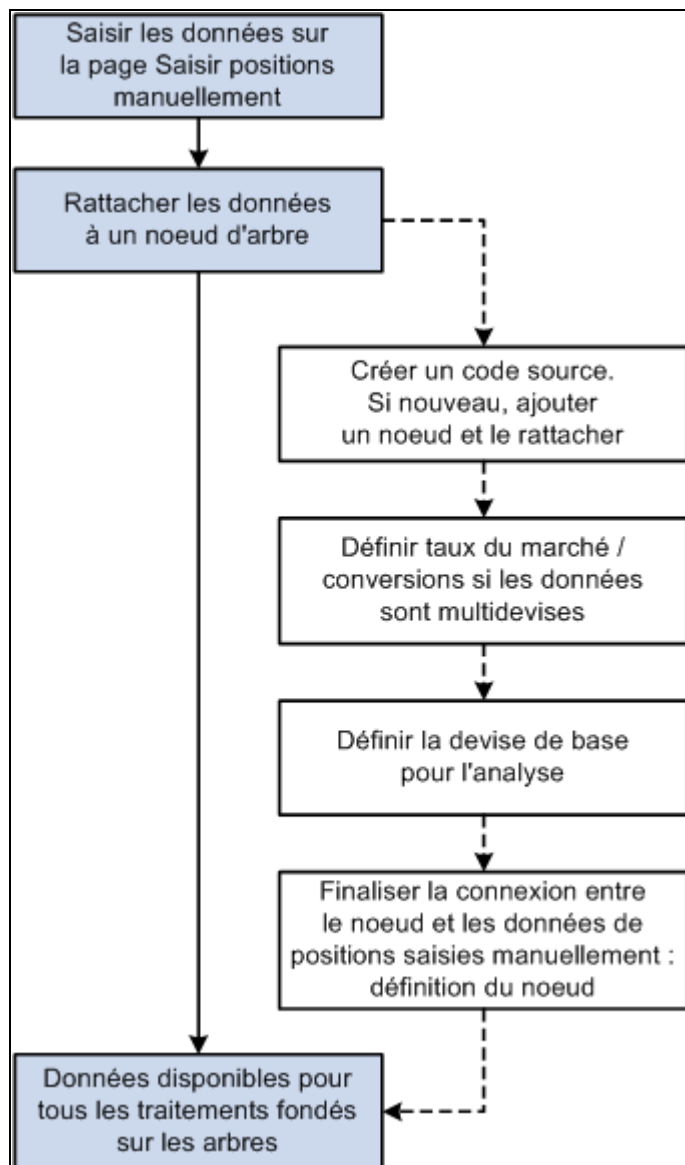 Saisir les données sur
la page Saisir positions
manuellement
Rattacher les données
à un noeud d'arbre
Créer un code source.
Si nouveau, ajouter
un noeud et le rattacher
Définir taux du marché /
conversions si les données
sont multidevises
Définir la devise de base
pour l'analyse
Finaliser la connexion entre
le noeud et les données de
positions saisies manuellement :
définition du noeud
Données disponibles pour
tous les traitements fondés
sur les arbres